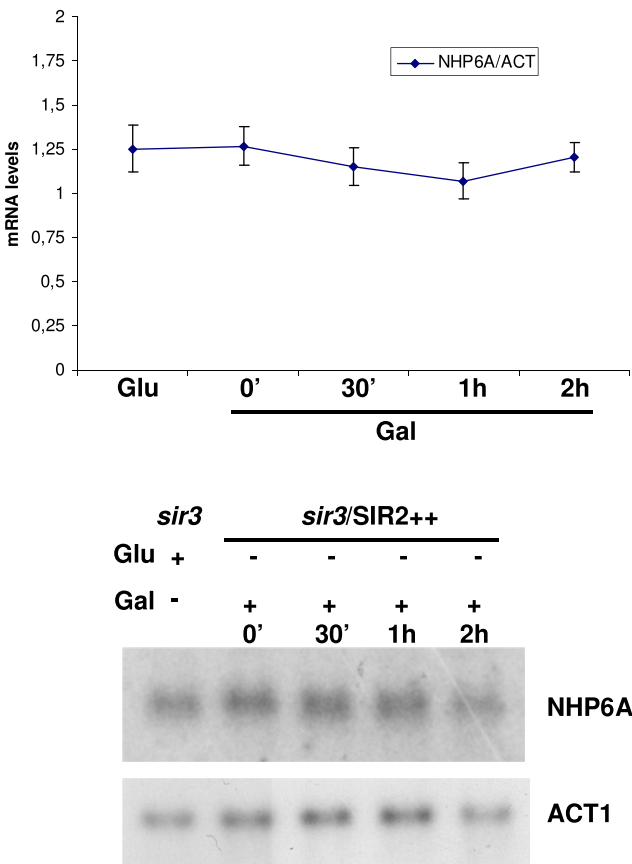 2
1,75
1,5
1,25
1
0,75
0,5
0,25
0
mRNA levels
NHP6A/ACT
Glu 0’ 30’ 1h 2h
Gal
sir3 sir3/SIR2++
Glu + - - - -
Gal - + + + +
0’ 30’ 1h 2h
NHP6A
ACT1